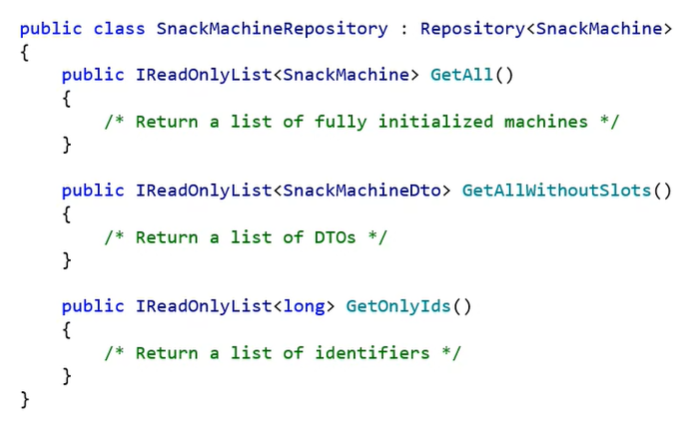 public class SnackMachineRepository : Repository<SnackMachine>
{
    public IReadOnlyList<SnackMachine> GetAll()
    {
        /* Return a list of fully initialized machines */
    }

    public IReadOnlyList<SnackMachineDto> GetAllWithoutSlots()
    {
        /* Return a list of DTOs */
    }

    public IReadOnlyList<long> GetOnlyIds()
    {
        /* Return a list of identifiers */
    }
}